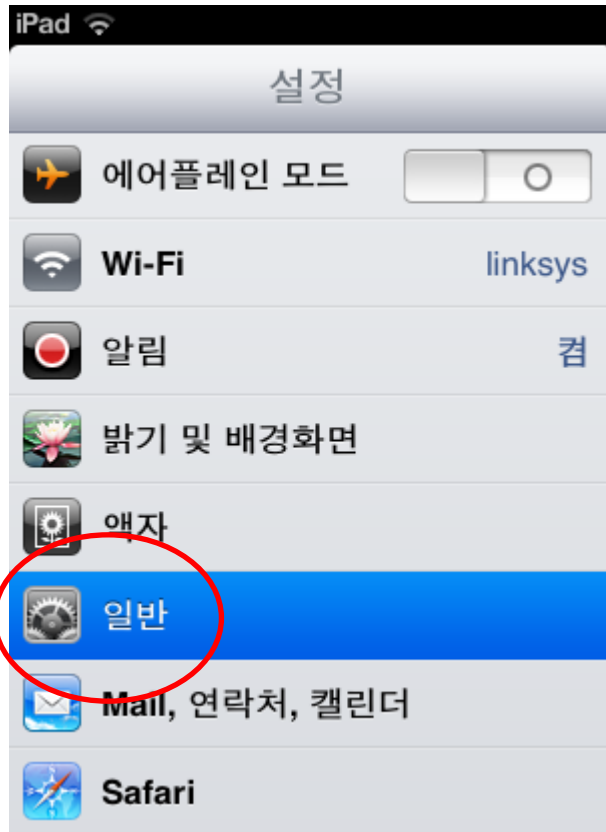 iPad
설정
에어플레인 모드
Wi-Fi linksys
알림 켬
밝기 및 배경화면
액자
일반
Mail, 연락처, 캘린더
Safari